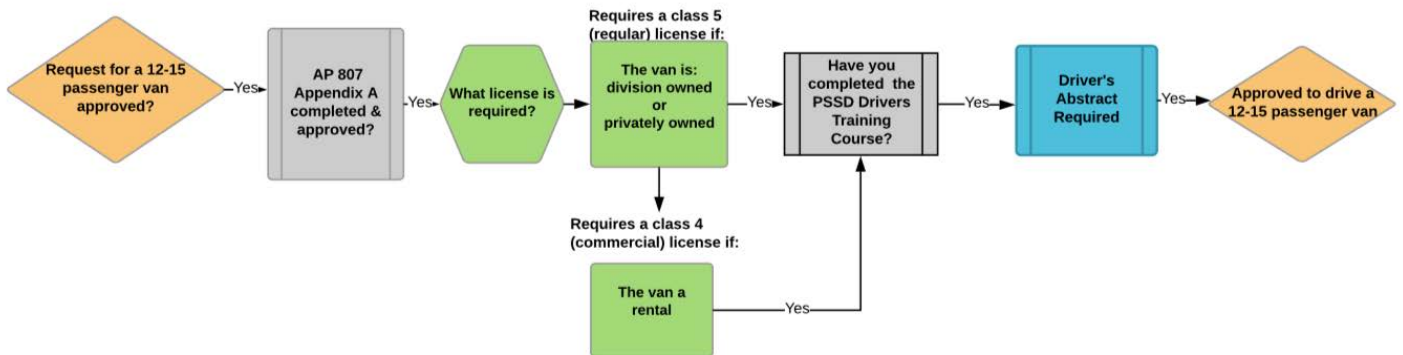 Request for a 12-15
passenger van
approved?
Yes
AP 807
Appendix A
completed &
approved?
Yes
What license is
required?
Requires a class 5
(regular) license if:
The van is:
division owned
or
privately owned
Yes
Have you
completed the
PSSD Drivers
Training
Course?
Yes
Driver's
Abstract
Required
Yes
Approved to drive a
12-15 passenger van
Requires a class 4
(commercial) license if:
The van a
rental
Yes